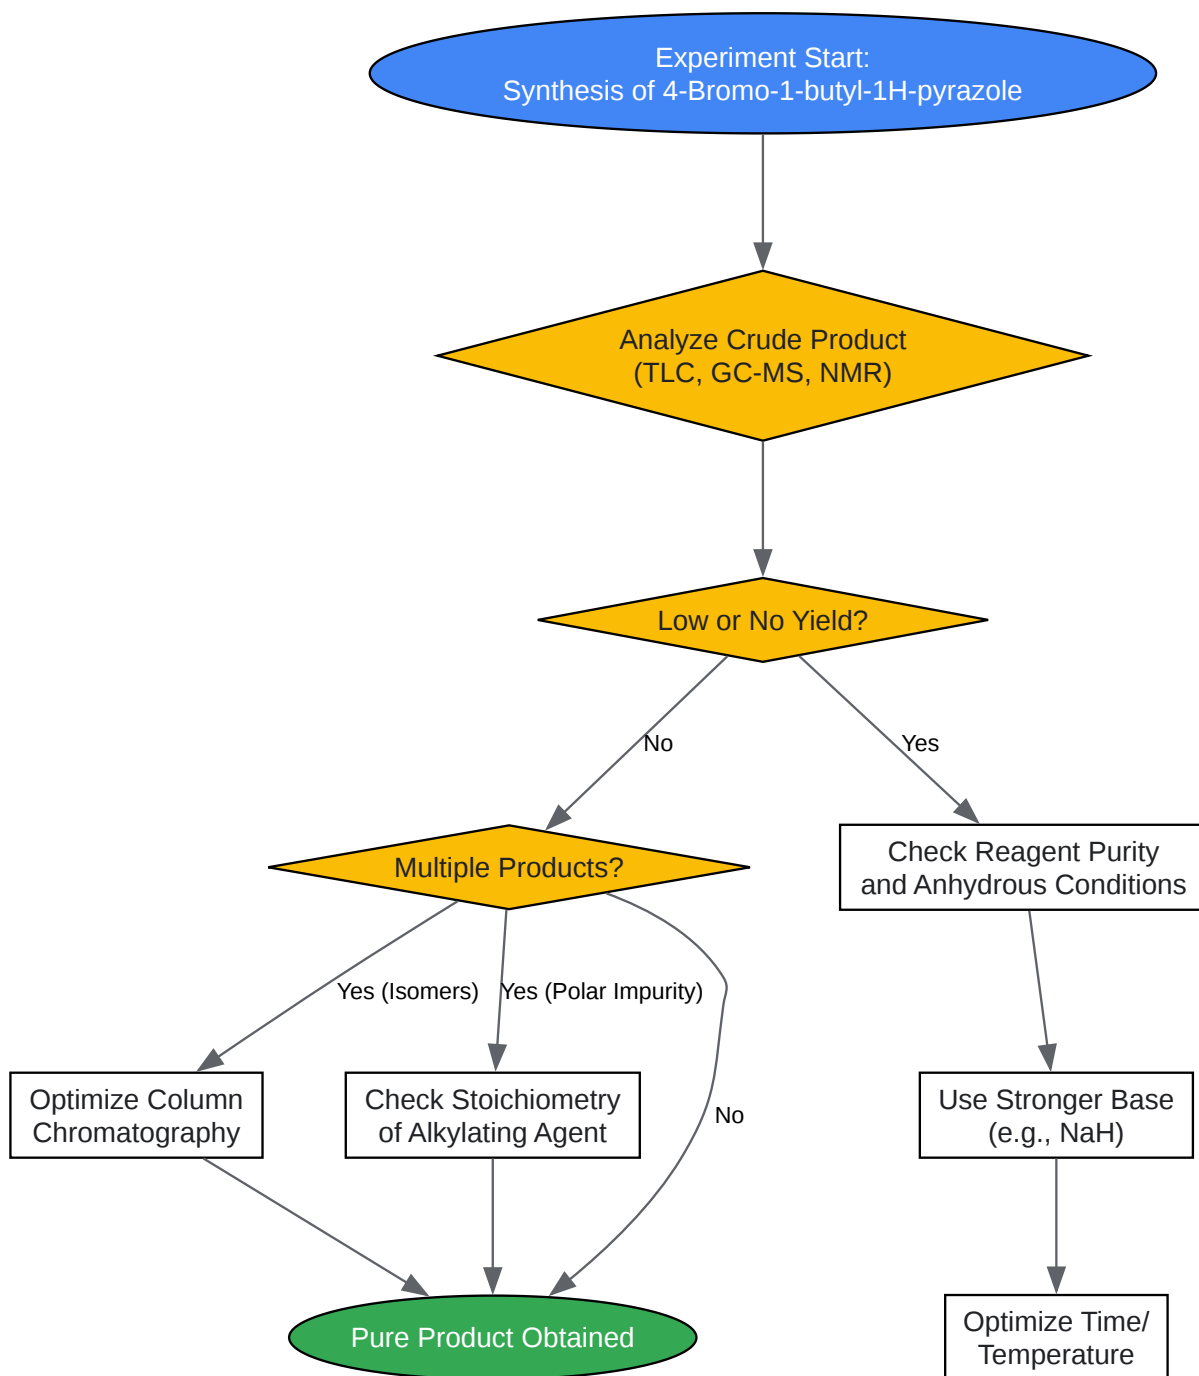 Experiment Start:
Synthesis of 4-Bromo-1-butyl-1H-pyrazole
Analyze Crude Product
(TLC, GC-MS, NMR)
Low or No Yield?
No
Yes
Multiple Products?
Check Reagent Purity
and Anhydrous Conditions
Yes (Isomers)
Yes (Polar Impurity)
No
Optimize Column
Chromatography
Check Stoichiometry
of Alkylating Agent
Use Stronger Base
(e.g., NaH)
Pure Product Obtained
Optimize Time/
Temperature